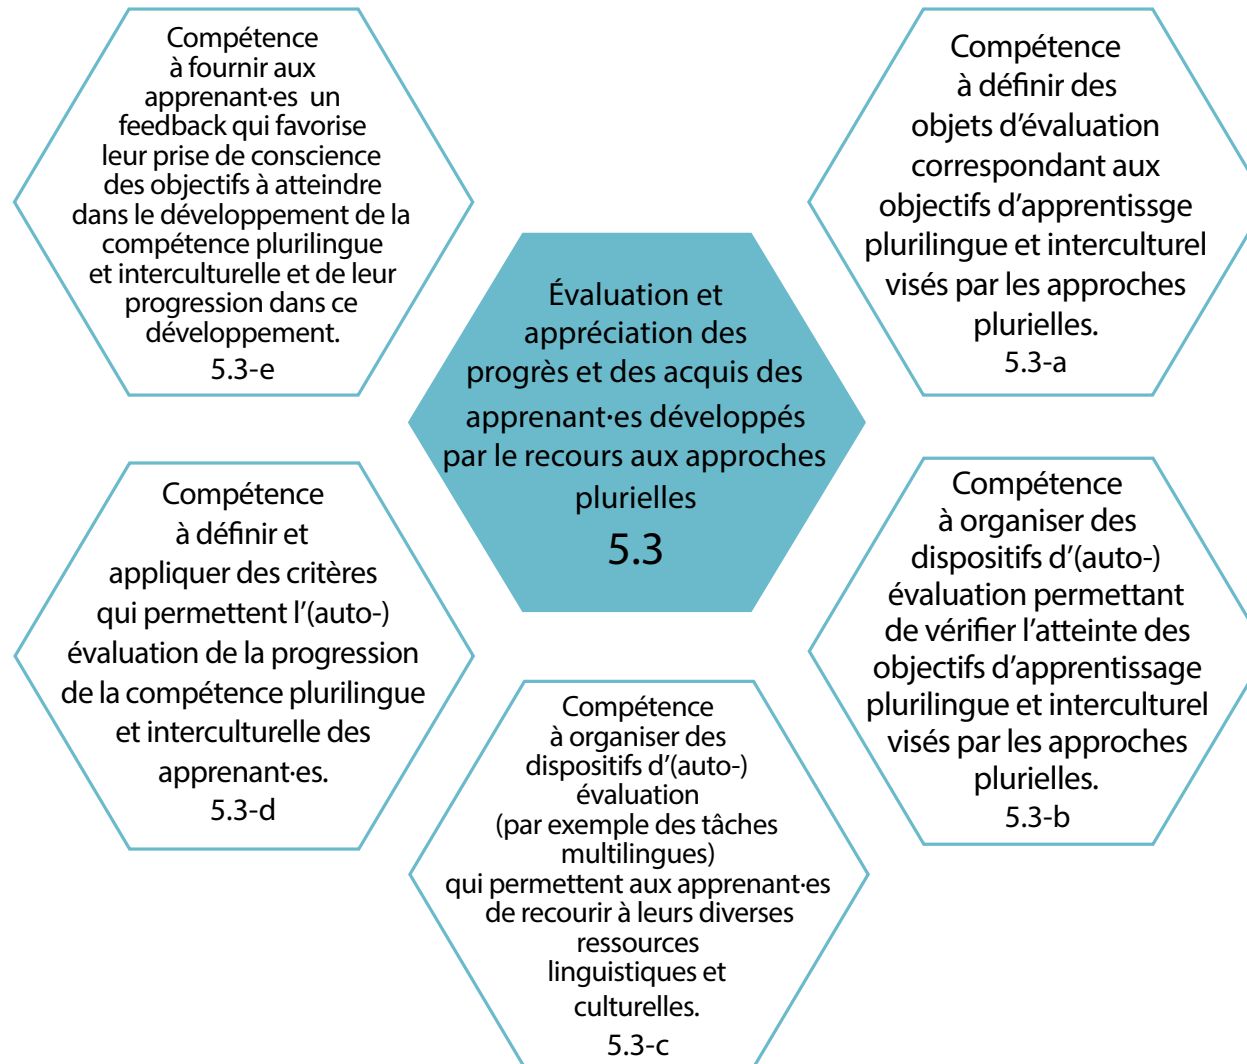 Compétence
à fournir aux
apprenant·es  un
feedback qui favorise
leur prise de conscience
des objectifs à atteindre
dans le développement de la
compétence plurilingue
et interculturelle et de leur
progression dans ce
développement.
5.3-e
Compétence
à définir des
objets d’évaluation
correspondant aux
objectifs d’apprentissge
plurilingue et interculturel
visés par les approches
plurielles.
5.3-a
Évaluation et
appréciation des
progrès et des acquis des
apprenant·es développés
par le recours aux approches
plurielles
5.3
Compétence
à définir et
appliquer des critères
qui permettent l’(auto-)
évaluation de la progression
de la compétence plurilingue
et interculturelle des
apprenant·es.
5.3-d
Compétence
à organiser des
dispositifs d’(auto-)
évaluation permettant
de vérifier l’atteinte des
objectifs d’apprentissage
plurilingue et interculturel
visés par les approches
plurielles.
5.3-b
Compétence
à organiser des
dispositifs d’(auto-)
évaluation
(par exemple des tâches
multilingues)
qui permettent aux apprenant·es
de recourir à leurs diverses
ressources
linguistiques et
culturelles.
5.3-c